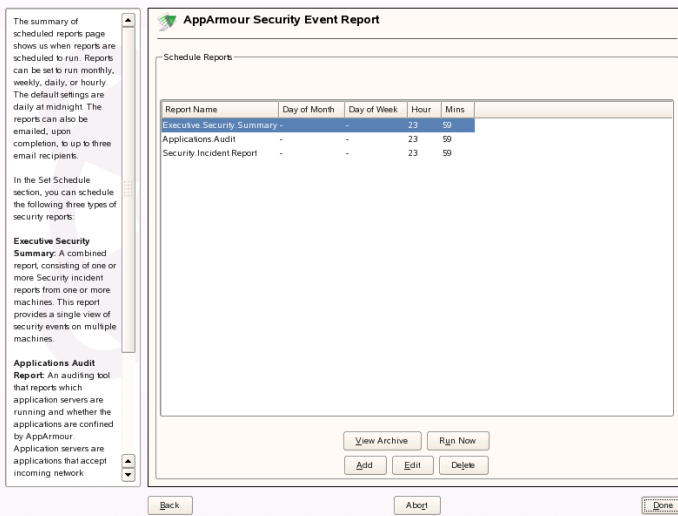 The summary of
scheduled reports page
shows us when reports are
scheduled to run. Reports
can be set to run monthly,
weekly, daily, or hourly.
The default settings are
daily at midnight. The
reports can also be
emailed, upon
completion, to up to three
email recipients.
In the Set Schedule
section, you can schedule
the following three types of
security reports:
Executive Security
Summary: A combined
report, consisting of one or
more Security incident
reports from one or more
machines. This report
provides a single view of
security events on multiple
machines.
Applications Audit
Report: An auditing tool
that reports which
application servers are
running and whether the
applications are confined
by AppArmour.
Application servers are
applications that accept
incoming network
AppArmour Security Event Report
Schedule Reports
Report Name Day of Month Day of Week Hour Mins
Executive.Security.Summary - - 23 59
Applications.Audit - - 23 59
Security.Incident.Report - - 23 59
View Archive Run Now
Add Edit Delete
Back Abort Done